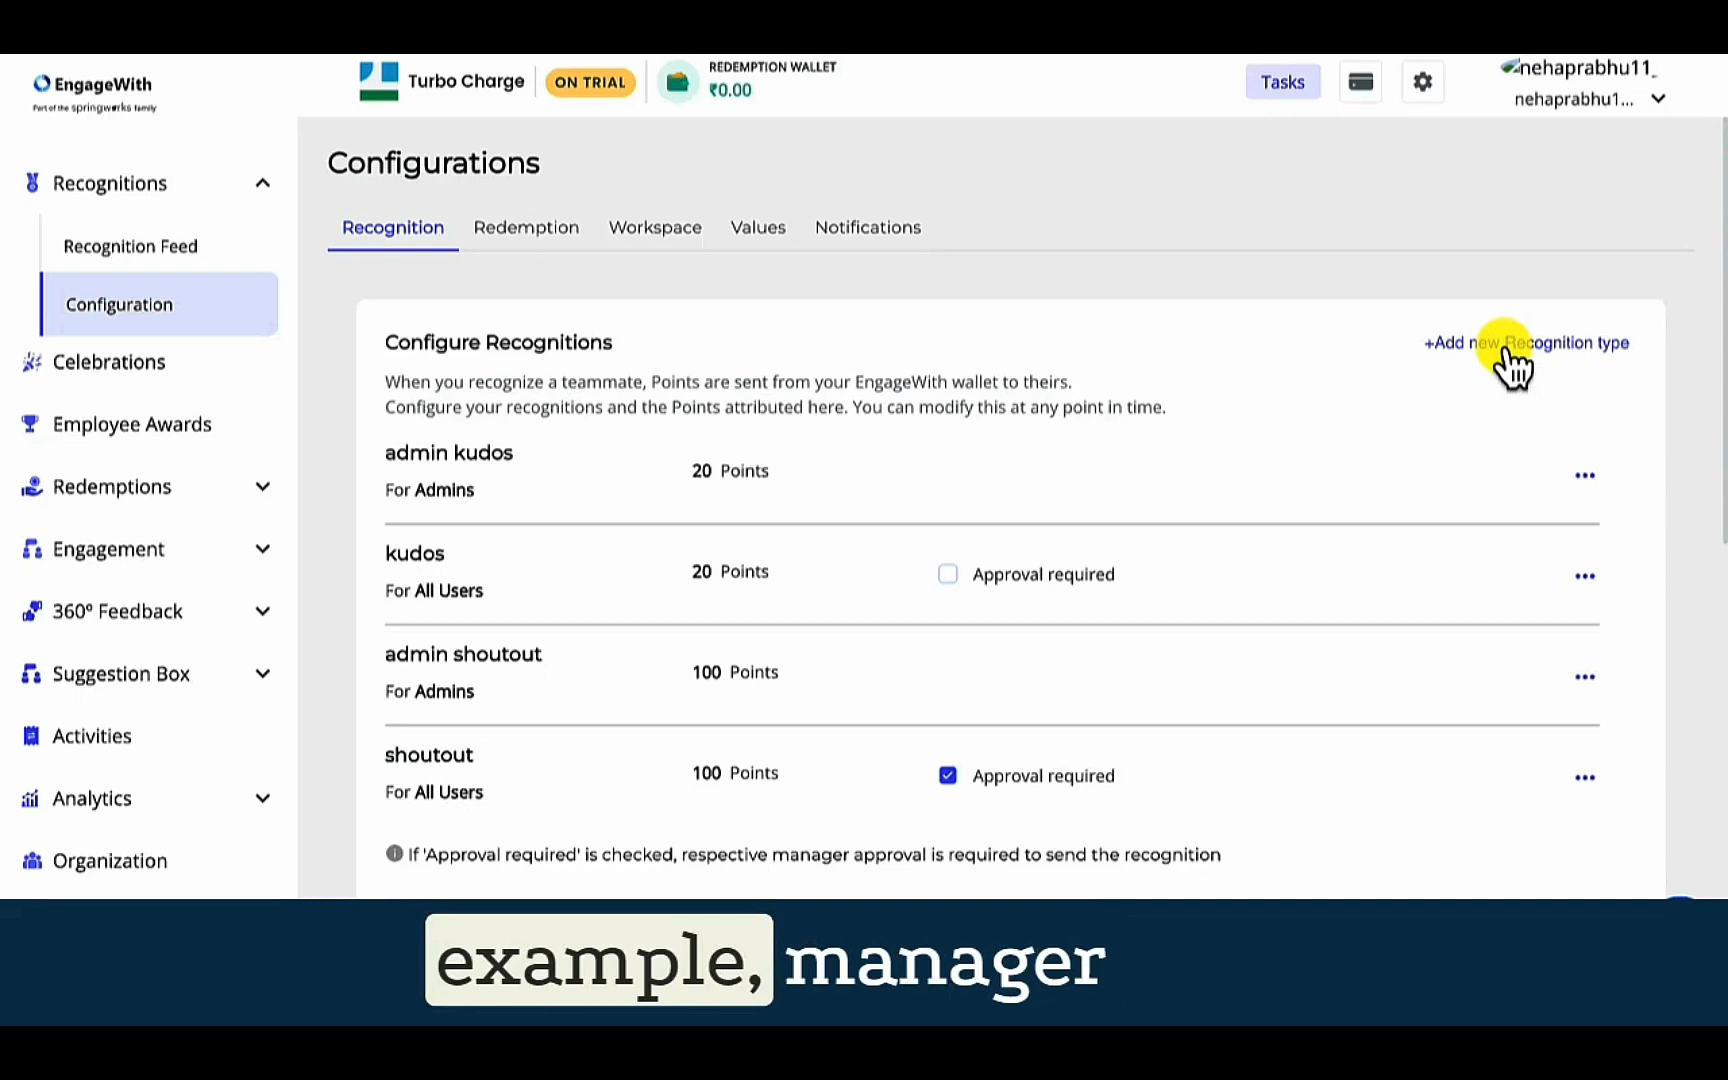 EngageWith
Part of the springworks family
Turbo Charge
ON TRIAL
REDEMPTION WALLET
₹0.00
Tasks
nehaprabhu11_
nehaprabhu1...
Recognitions
Recognition Feed
Configuration
Celebrations
Employee Awards
Redemptions
Engagement
360° Feedback
Suggestion Box
Activities
Analytics
Organization
Configurations
Recognition Redemption Workspace Values Notifications
Configure Recognitions
+Add new Recognition type
When you recognize a teammate, Points are sent from your EngageWith wallet to theirs.
Configure your recognitions and the Points attributed here. You can modify this at any point in time.
admin kudos
20 Points
For Admins
kudos
20 Points
Approval required
For All Users
admin shoutout
100 Points
For Admins
shoutout
100 Points
Approval required
For All Users
If 'Approval required' is checked, respective manager approval is required to send the recognition
example, manager